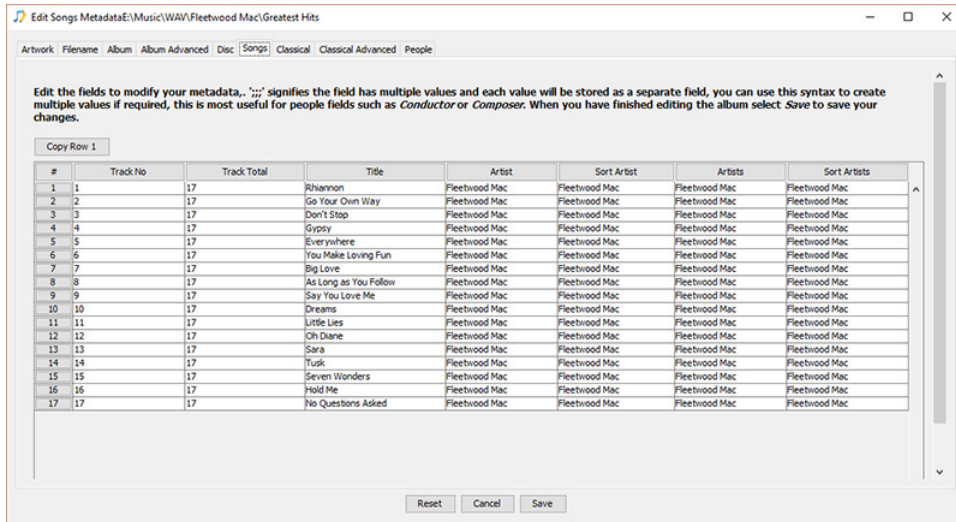 Edit Songs MetadataE:\Music\WAV\Fleetwood Mac\Greatest Hits
Artwork Filename Album Album Advanced Disc Songs Classical Classical Advanced People
Edit the fields to modify your metadata,. ';;;' signifies the field has multiple values and each value will be stored as a separate field, you can use this syntax to create
multiple values if required, this is most useful for people fields such as Conductor or Composer. When you have finished editing the album select Save to save your
changes.
Copy Row 1
# Track No Track Total Title Artist Sort Artist Artists Sort Artists
1 1 17 Rhiannon Fleetwood Mac Fleetwood Mac Fleetwood Mac Fleetwood Mac
2 2 17 Go Your Own Way Fleetwood Mac Fleetwood Mac Fleetwood Mac Fleetwood Mac
3 3 17 Don't Stop Fleetwood Mac Fleetwood Mac Fleetwood Mac Fleetwood Mac
4 4 17 Gypsy Fleetwood Mac Fleetwood Mac Fleetwood Mac Fleetwood Mac
5 5 17 Everywhere Fleetwood Mac Fleetwood Mac Fleetwood Mac Fleetwood Mac
6 6 17 You Make Loving Fun Fleetwood Mac Fleetwood Mac Fleetwood Mac Fleetwood Mac
7 7 17 Big Love Fleetwood Mac Fleetwood Mac Fleetwood Mac Fleetwood Mac
8 8 17 As Long as You Follow Fleetwood Mac Fleetwood Mac Fleetwood Mac Fleetwood Mac
9 9 17 Say You Love Me Fleetwood Mac Fleetwood Mac Fleetwood Mac Fleetwood Mac
10 10 17 Dreams Fleetwood Mac Fleetwood Mac Fleetwood Mac Fleetwood Mac
11 11 17 Little Lies Fleetwood Mac Fleetwood Mac Fleetwood Mac Fleetwood Mac
12 12 17 Oh Diane Fleetwood Mac Fleetwood Mac Fleetwood Mac Fleetwood Mac
13 13 17 Sara Fleetwood Mac Fleetwood Mac Fleetwood Mac Fleetwood Mac
14 14 17 Tusk Fleetwood Mac Fleetwood Mac Fleetwood Mac Fleetwood Mac
15 15 17 Seven Wonders Fleetwood Mac Fleetwood Mac Fleetwood Mac Fleetwood Mac
16 16 17 Hold Me Fleetwood Mac Fleetwood Mac Fleetwood Mac Fleetwood Mac
17 17 17 No Questions Asked Fleetwood Mac Fleetwood Mac Fleetwood Mac Fleetwood Mac
Reset Cancel Save